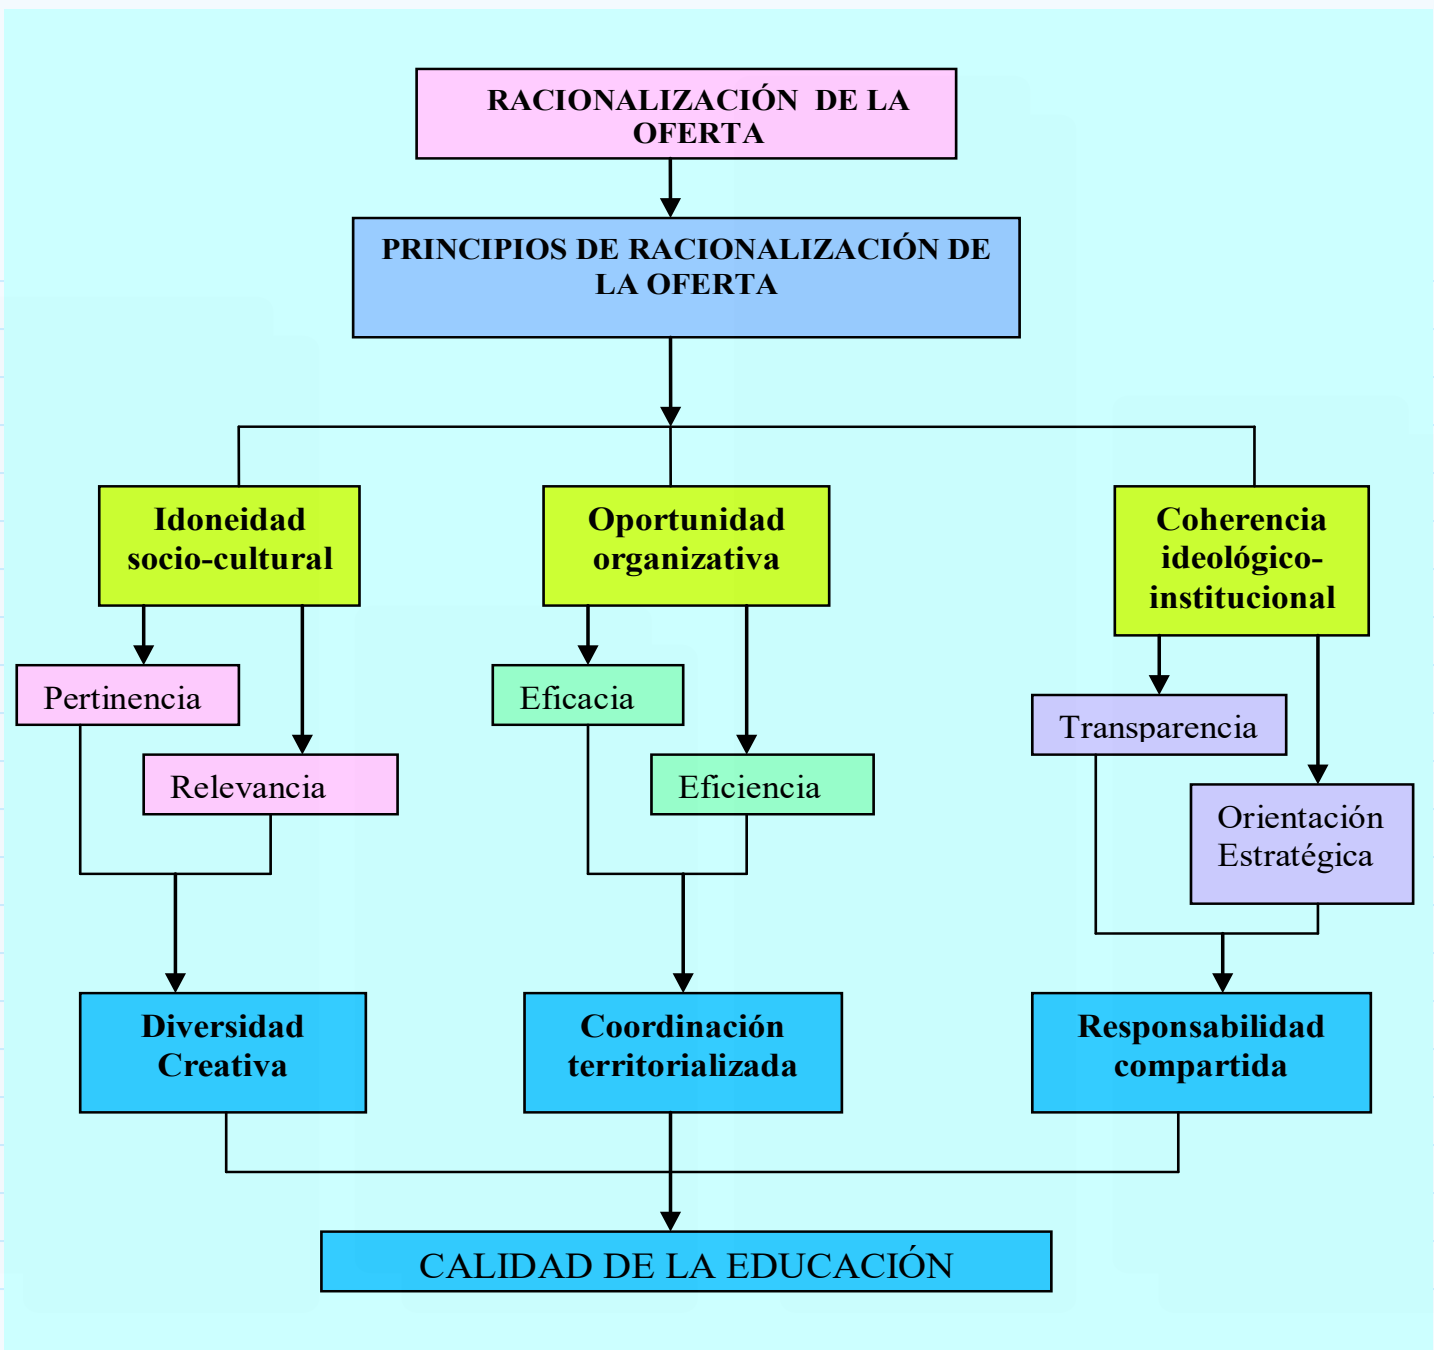 RACIONALIZACIÓN DE LA
OFERTA
PRINCIPIOS DE RACIONALIZACIÓN DE
LA OFERTA
Idoneidad
socio-cultural
Oportunidad
organizativa
Coherencia
ideológico-
institucional
Pertinencia
Relevancia
Eficacia
Eficiencia
Transparencia
Orientación
Estratégica
Diversidad
Creativa
Coordinación
territorializada
Responsabilidad
compartida
CALIDAD DE LA EDUCACIÓN